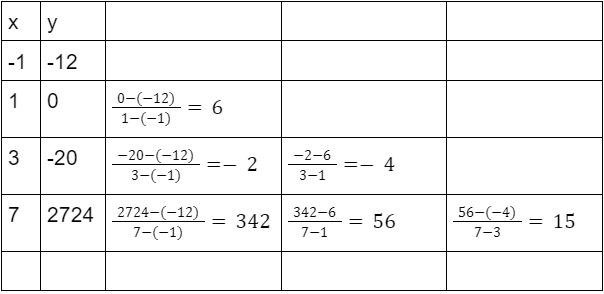 x y
-1 -12
1 0 0−(−12)/1−(−1) = 6
3 -20 −20−(−12)/3−(−1) =− 2 −2−6/3−1 =− 4
7 2724 2724−(−12)/7−(−1) = 342 342−6/7−1 = 56 56−(−4)/7−3 = 15